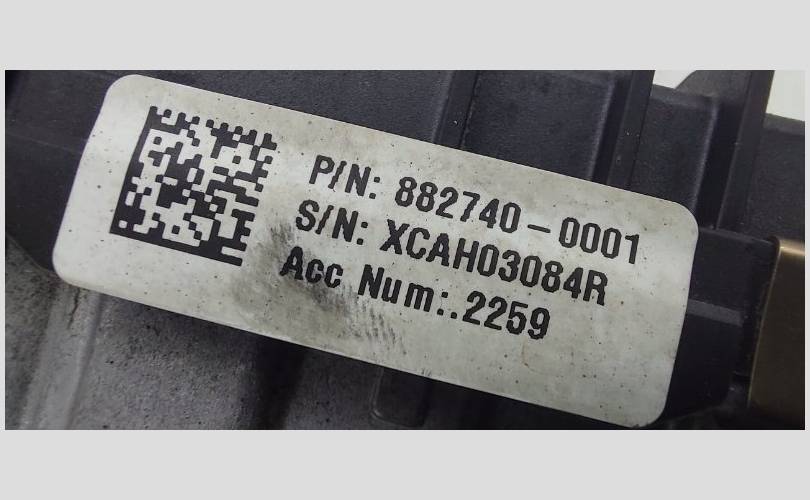 P/N: 882740-0001
S/N: XCAH03084R
Acc Num:.2259